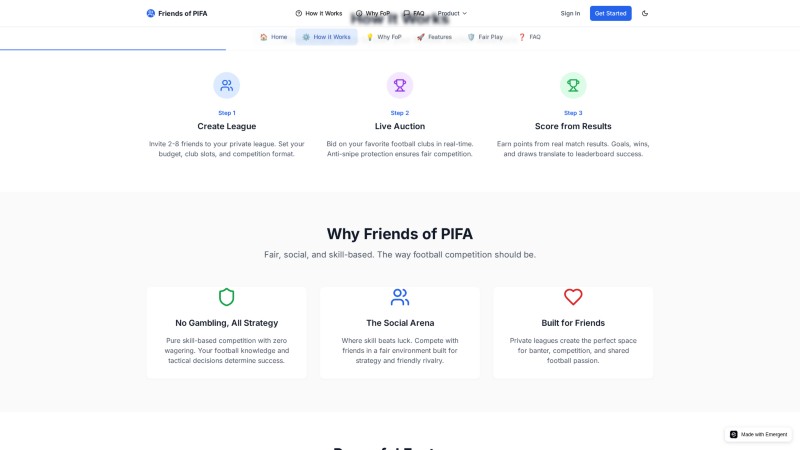 Friends of PIFA
How It Works
Why FoP
FAQ
Product
Sign In
Get Started
How It Works
🏠 Home
⚙️ How It Works
💡 Why FoP
🚀 Features
🛡️ Fair Play
❓ FAQ
Step 1
Create League
Invite 2-8 friends to your private league. Set your
budget, club slots, and competition format.
Step 2
Live Auction
Bid on your favorite football clubs in real-time.
Anti-snipe protection ensures fair competition.
Step 3
Score from Results
Earn points from real match results. Goals, wins,
and draws translate to leaderboard success.
Why Friends of PIFA
Fair, social, and skill-based. The way football competition should be.
No Gambling, All Strategy
Pure skill-based competition with zero
wagering. Your football knowledge and
tactical decisions determine success.
The Social Arena
Where skill beats luck. Compete with
friends in a fair environment built for
strategy and friendly rivalry.
Built for Friends
Private leagues create the perfect space
for banter, competition, and shared
football passion.
Made with Emergent